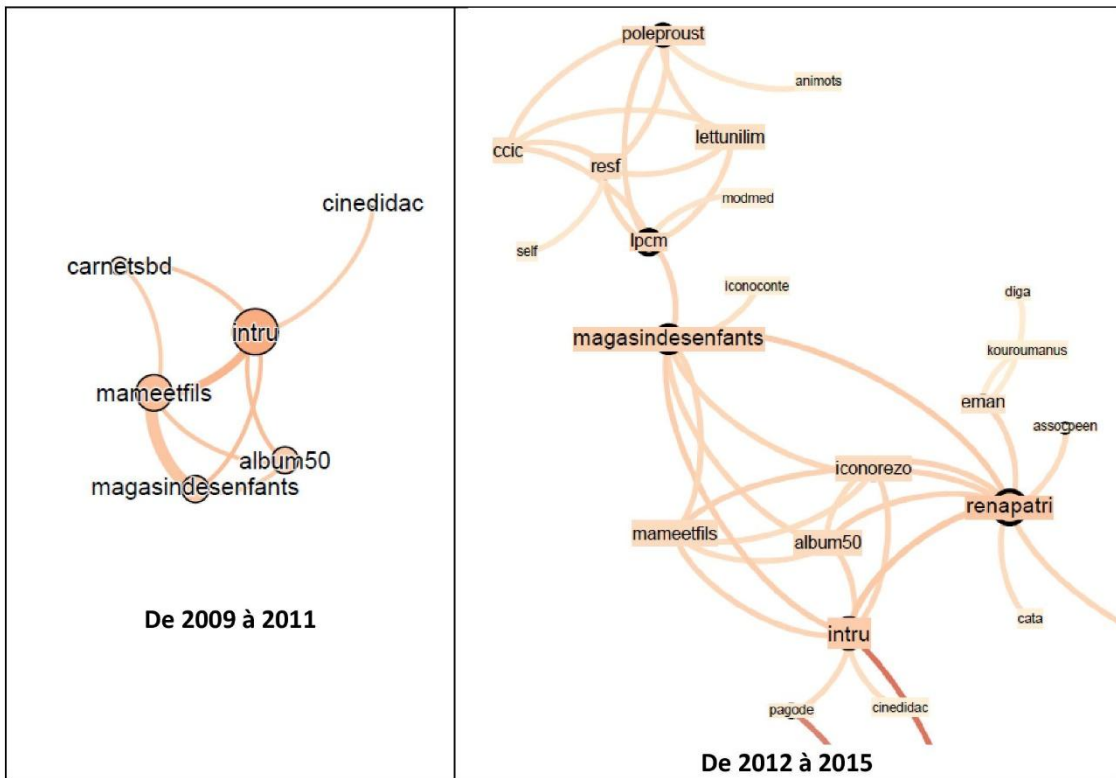 cinedidac
carnetsbd
intru
mameetfils
album50
magasindesenfants
De 2009 à 2011
poleproust
animots
lettunilim
ccic
resf
modmed
lpcm
self
iconoconte
diga
magasindesenfants
kouroumanus
eman
assocpeen
iconorezo
renapatri
mameetfils
album50
cata
intru
pagode
cinedidac
De 2012 à 2015